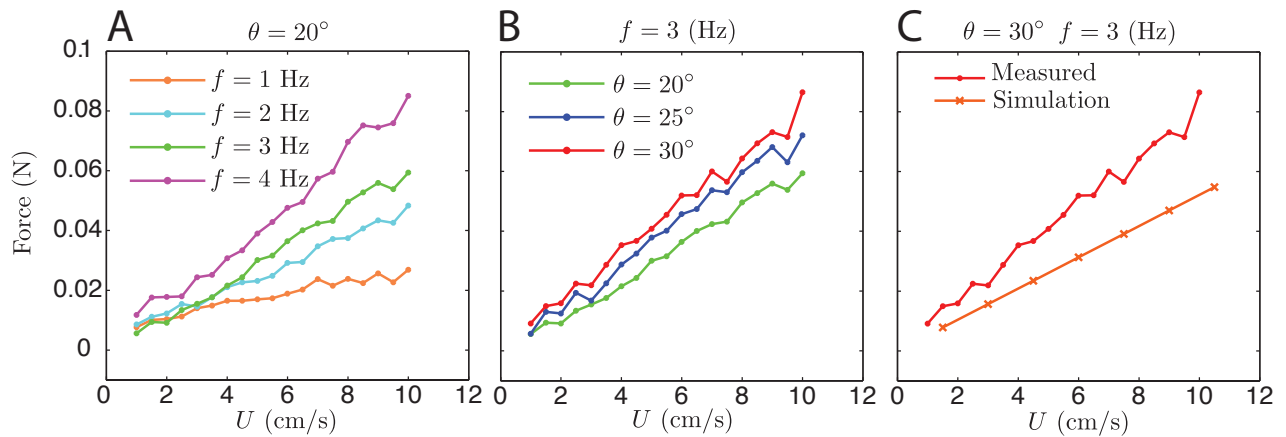 A
θ = 20°
f = 1 Hz
f = 2 Hz
f = 3 Hz
f = 4 Hz
Force (N)
0.1
0.08
0.06
0.04
0.02
0
0 2 4 6 8 10 12
U (cm/s)
B
f = 3 (Hz)
θ = 20°
θ = 25°
θ = 30°
0 2 4 6 8 10 12
U (cm/s)
C
θ = 30° f = 3 (Hz)
Measured
Simulation
2 4 6 8 10 12
U (cm/s)